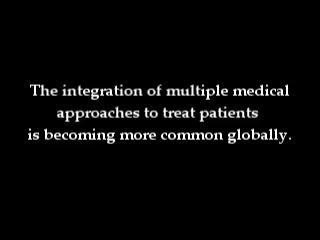 The integration of multiple medical
approaches to treat patients
is becoming more common globally.